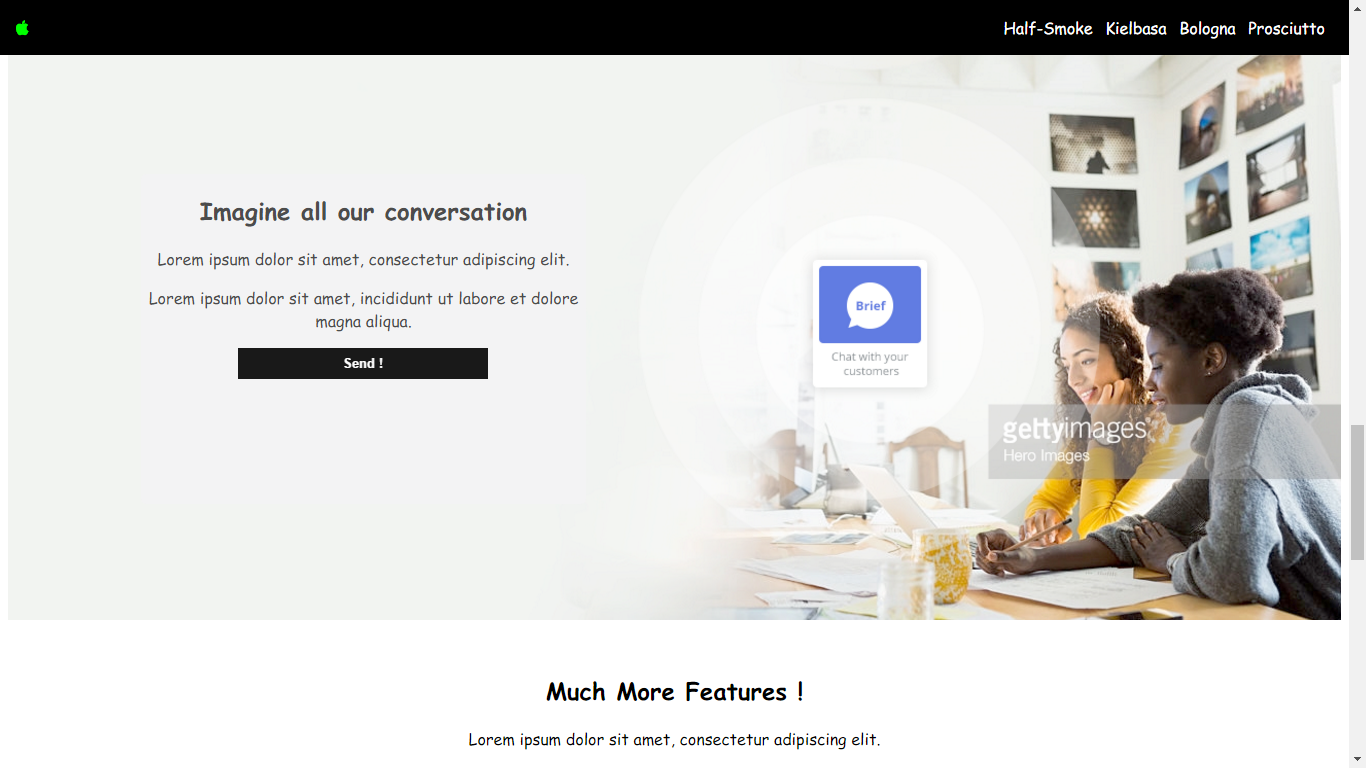 Half-Smoke Kielbasa Bologna Prosciutto
Imagine all our conversation
Lorem ipsum dolor sit amet, consectetur adipiscing elit.
Lorem ipsum dolor sit amet, incididunt ut labore et dolore
magna aliqua.
Send !
Brief
Chat with your
customers
gettyimages
Hero Images
Much More Features !
Lorem ipsum dolor sit amet, consectetur adipiscing elit.